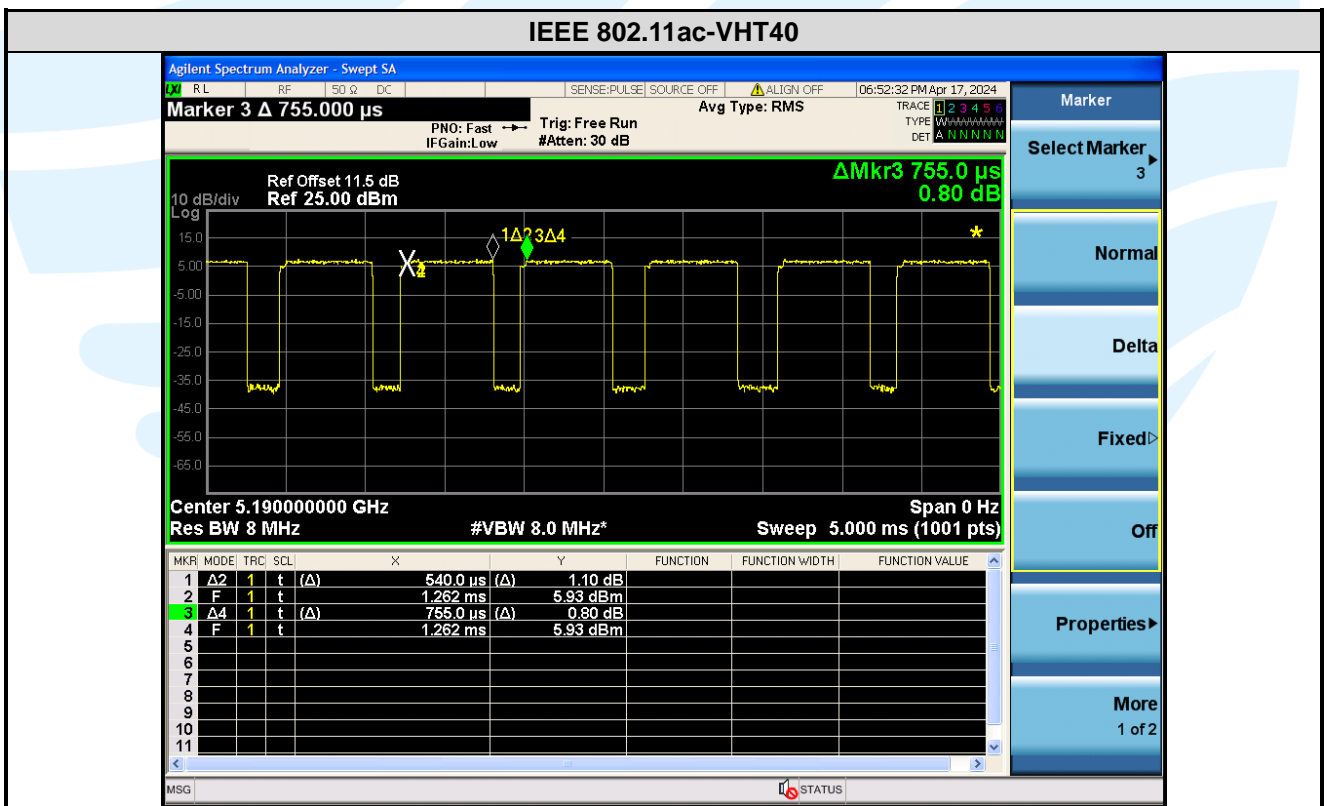 IEEE 802.11ac-VHT40
Agilent Spectrum Analyzer - Swept SA
LXI RL RF 50 Ω DC SENSE:PULSE SOURCE OFF ALIGN OFF 06:52:32 PM Apr 17, 2024
Marker 3 Δ 755.000 µs
PNO: Fast
IFGain:Low
Trig: Free Run
#Atten: 30 dB
Avg Type: RMS
TRACE 1 2 3 4 5 6
TYPE W
DET A N N N N N
ΔMkr3 755.0 µs
0.80 dB
Ref Offset 11.5 dB
Ref 25.00 dBm
10 dB/div
Log
15.0
5.00
-5.00
-15.0
-25.0
-35.0
-45.0
-55.0
-65.0
1Δ2 3Δ4
*
Center 5.190000000 GHz Span 0 Hz
Res BW 8 MHz #VBW 8.0 MHz* Sweep 5.000 ms (1001 pts)
MKR MODE TRC SCL X Y FUNCTION FUNCTION WIDTH FUNCTION VALUE
1 Δ2 1 t (Δ) 540.0 µs (Δ) 1.10 dB
2 F 1 t 1.262 ms 5.93 dBm
3 Δ4 1 t (Δ) 755.0 µs (Δ) 0.80 dB
4 F 1 t 1.262 ms 5.93 dBm
5
6
7
8
9
10
11
MSG STATUS
Marker
Select Marker
3
Normal
Delta
Fixed
Off
Properties
More
1 of 2